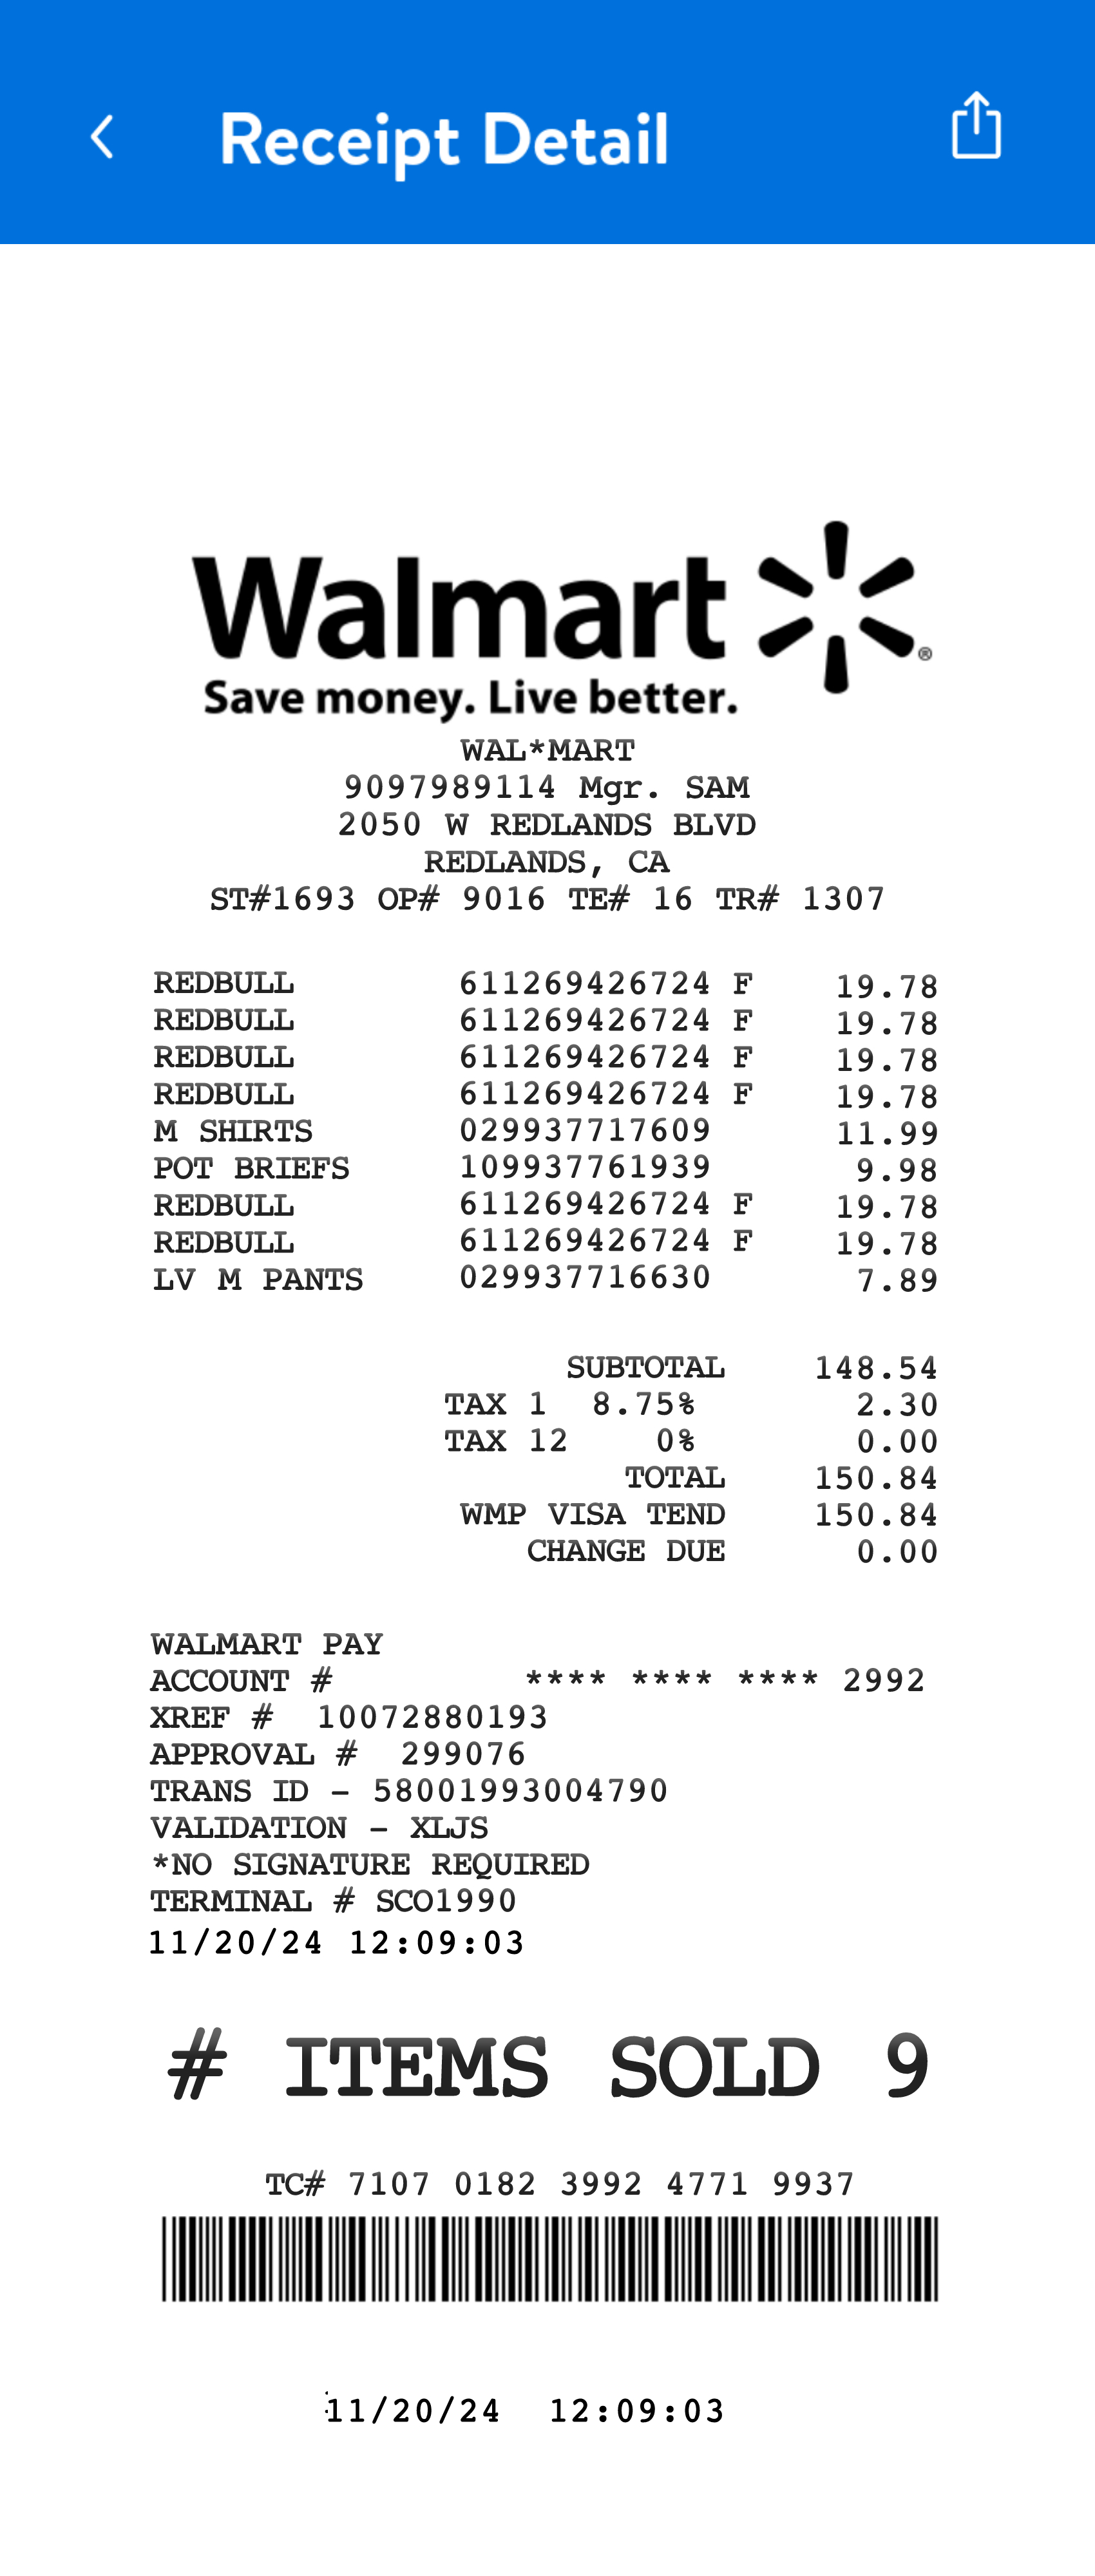 Receipt Detail
Walmart
Save money. Live better.
WAL*MART
9097989114 Mgr. SAM
2050 W REDLANDS BLVD
REDLANDS, CA
ST#1693 OP# 9016 TE# 16 TR# 1307
REDBULL 611269426724 F 19.78
REDBULL 611269426724 F 19.78
REDBULL 611269426724 F 19.78
REDBULL 611269426724 F 19.78
M SHIRTS 029937717609 11.99
POT BRIEFS 109937761939 9.98
REDBULL 611269426724 F 19.78
REDBULL 611269426724 F 19.78
LV M PANTS 029937716630 7.89
SUBTOTAL 148.54
TAX 1 8.75% 2.30
TAX 12 0% 0.00
TOTAL 150.84
WMP VISA TEND 150.84
CHANGE DUE 0.00
WALMART PAY
ACCOUNT # **** **** **** 2992
XREF # 10072880193
APPROVAL # 299076
TRANS ID - 58001993004790
VALIDATION - XLJS
*NO SIGNATURE REQUIRED
TERMINAL # SCO1990
11/20/24 12:09:03
# ITEMS SOLD 9
TC# 7107 0182 3992 4771 9937
11/20/24 12:09:03